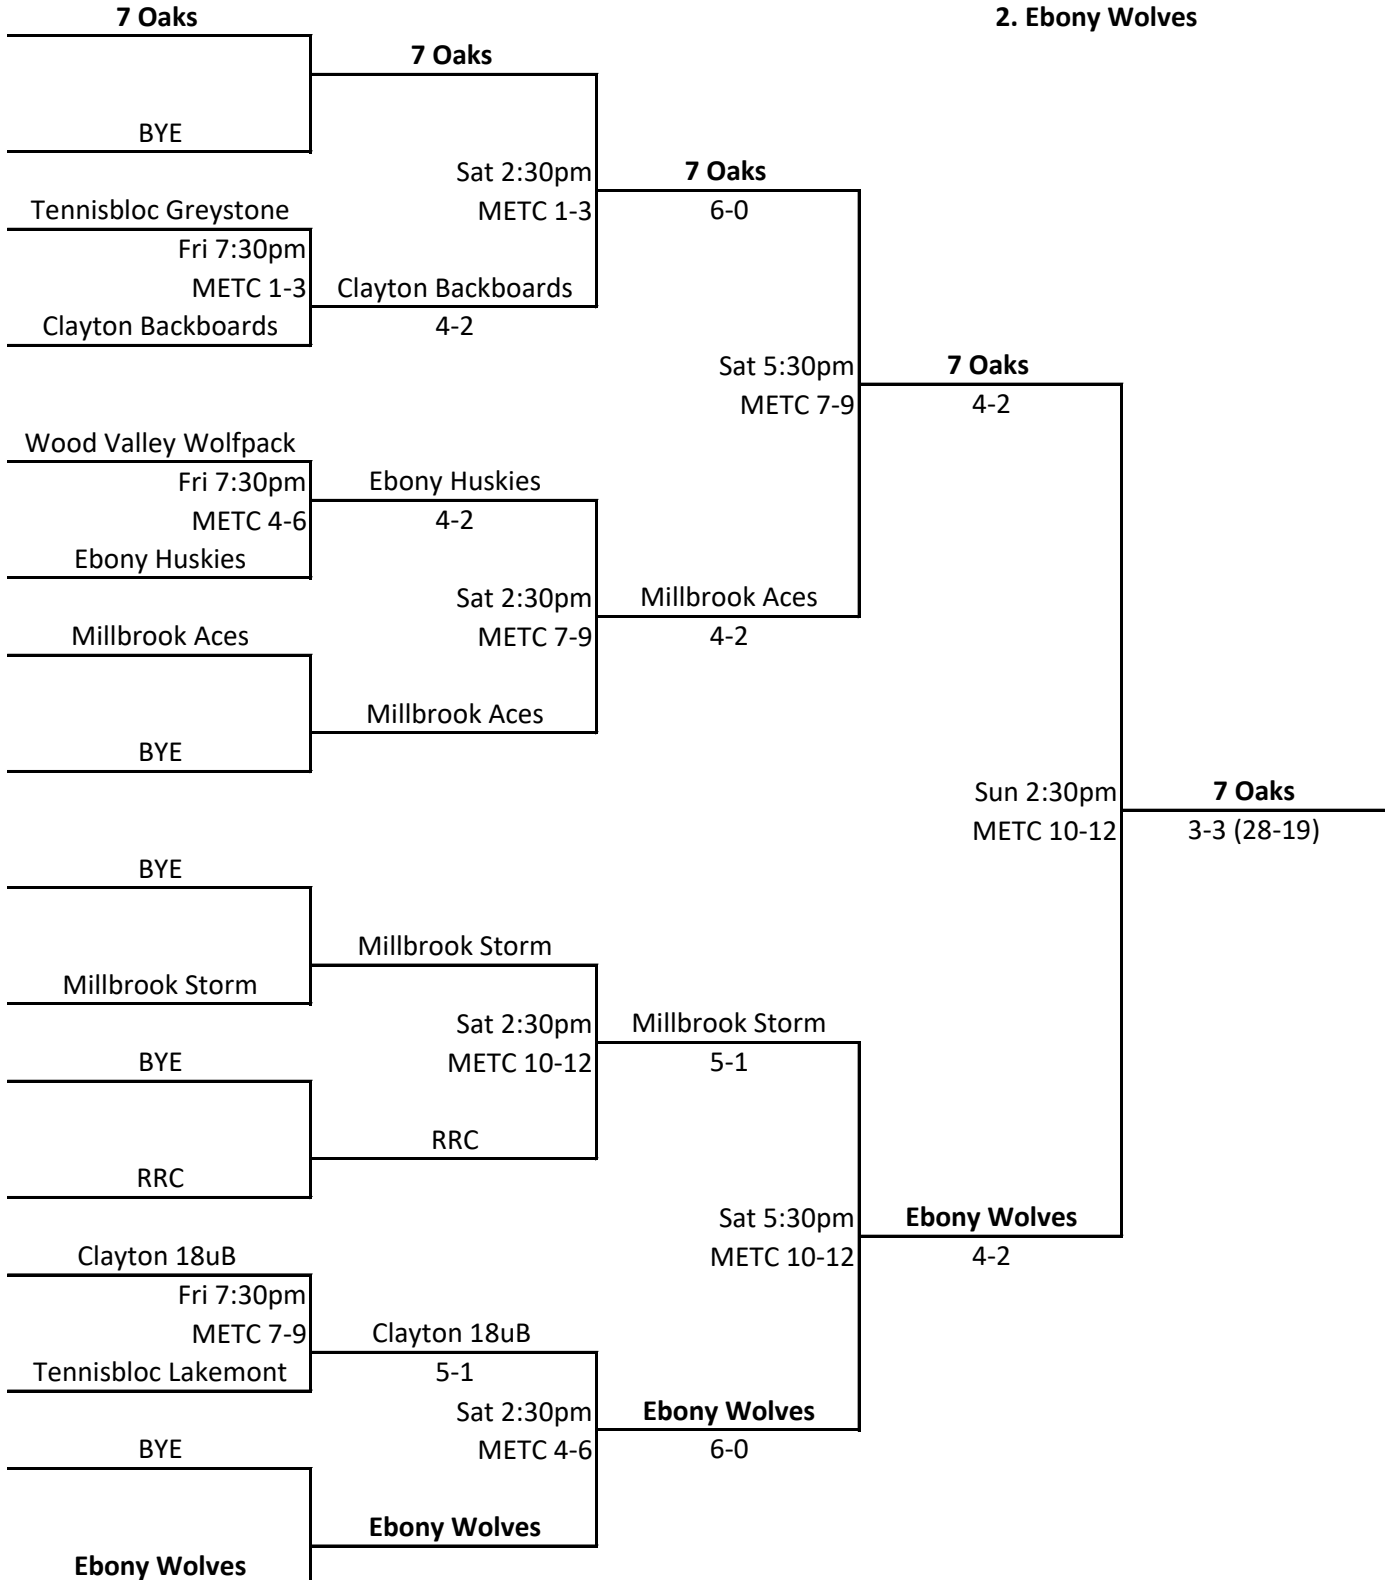 7 Oaks
2. Ebony Wolves
7 Oaks
BYE
Sat 2:30pm
7 Oaks
Tennisbloc Greystone
METC 1-3
6-0
Fri 7:30pm
METC 1-3
Clayton Backboards
Clayton Backboards
4-2
Sat 5:30pm
7 Oaks
METC 7-9
4-2
Wood Valley Wolfpack
Fri 7:30pm
Ebony Huskies
METC 4-6
4-2
Ebony Huskies
Sat 2:30pm
Millbrook Aces
Millbrook Aces
METC 7-9
4-2
Millbrook Aces
BYE
Sun 2:30pm
7 Oaks
METC 10-12
3-3 (28-19)
BYE
Millbrook Storm
Millbrook Storm
Sat 2:30pm
Millbrook Storm
BYE
METC 10-12
5-1
RRC
RRC
Sat 5:30pm
Ebony Wolves
Clayton 18uB
METC 10-12
4-2
Fri 7:30pm
METC 7-9
Clayton 18uB
Tennisbloc Lakemont
5-1
Sat 2:30pm
Ebony Wolves
BYE
METC 4-6
6-0
Ebony Wolves
Ebony Wolves